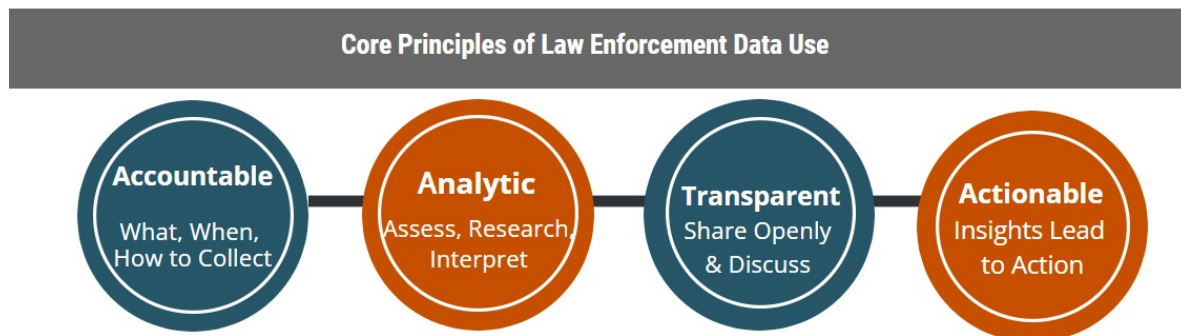 Core Principles of Law Enforcement Data Use
Accountable
What, When,
How to Collect
Analytic
Assess, Research,
Interpret
Transparent
Share Openly
& Discuss
Actionable
Insights Lead
to Action